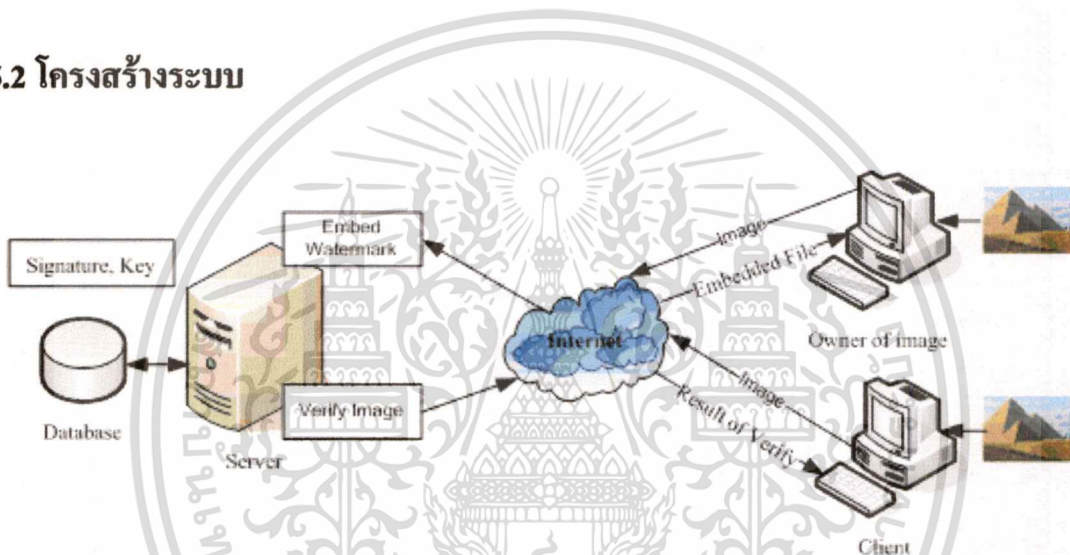 .2 โครงสร้างระบบ
Signature, Key
Database
Server
Embed
Watermark
Verify Image
Internet
Image
Embedded File
Owner of image
Image
Result of Verify
Client